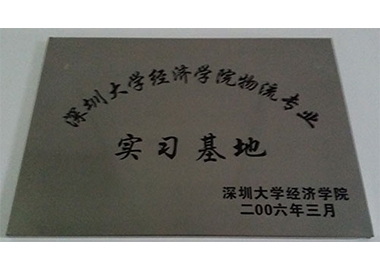 深圳大学经济学院物流专业
实习基地
深圳大学经济学院
二00六年三月